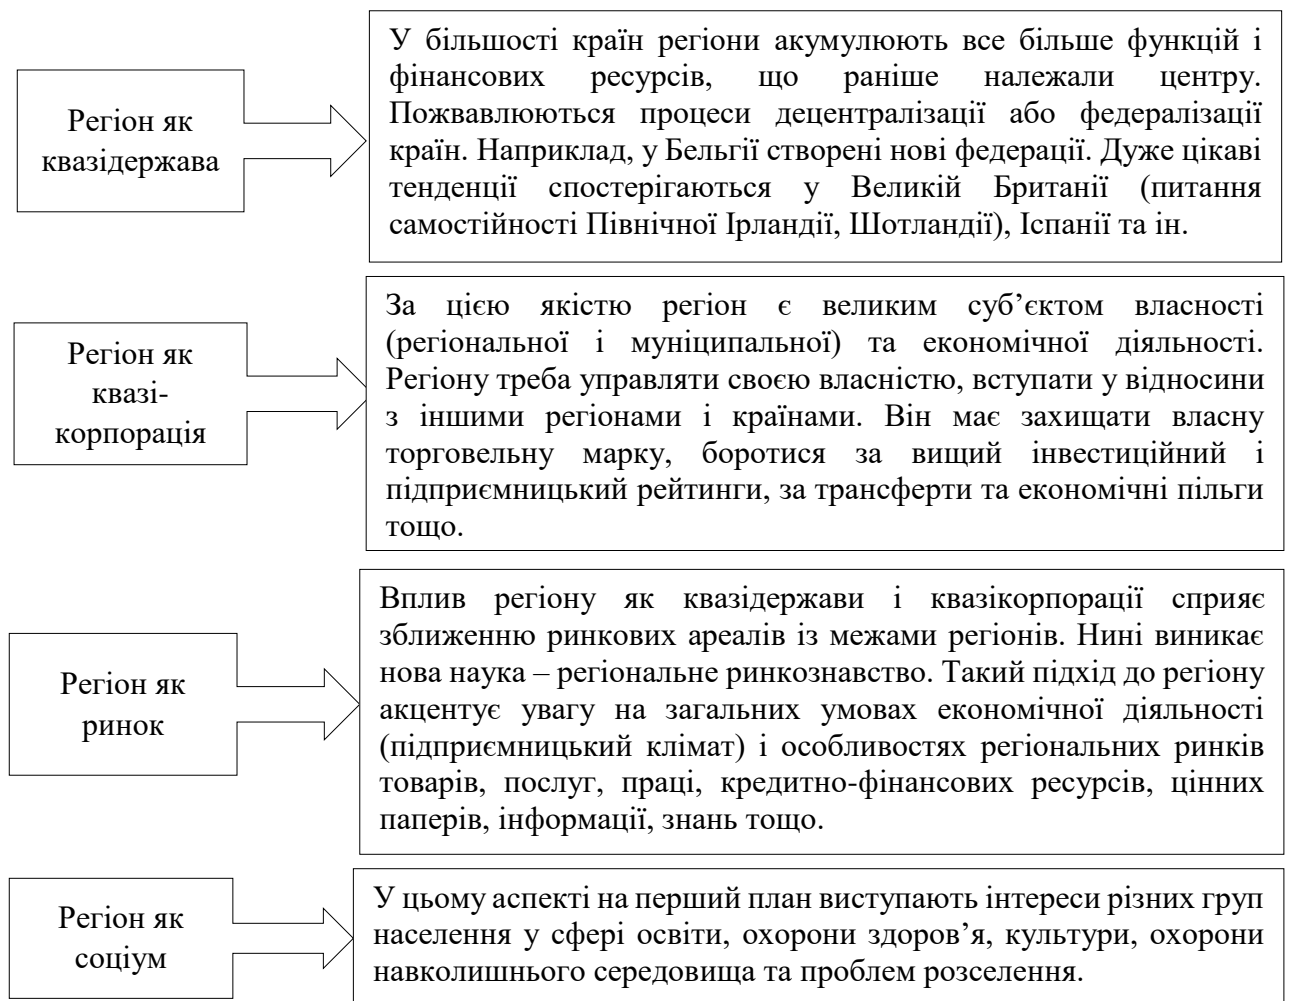 Регіон як
квазідержава
У більшості країн регіони акумулюють все більше функцій і
фінансових ресурсів, що раніше належали центру.
Пожвавлюються процеси децентралізації або федералізації
країн. Наприклад, у Бельгії створені нові федерації. Дуже цікаві
тенденції спостерігаються у Великій Британії (питання
самостійності Північної Ірландії, Шотландії), Іспанії та ін.
Регіон як
квазі-
корпорація
За цією якістю регіон є великим суб’єктом власності
(регіональної і муніципальної) та економічної діяльності.
Регіону треба управляти своєю власністю, вступати у відносини
з іншими регіонами і країнами. Він має захищати власну
торговельну марку, боротися за вищий інвестиційний і
підприємницький рейтинги, за трансферти та економічні пільги
тощо.
Регіон як
ринок
Вплив регіону як квазідержави і квазікорпорації сприяє
зближенню ринкових ареалів із межами регіонів. Нині виникає
нова наука – регіональне ринкознавство. Такий підхід до регіону
акцентує увагу на загальних умовах економічної діяльності
(підприємницький клімат) і особливостях регіональних ринків
товарів, послуг, праці, кредитно-фінансових ресурсів, цінних
паперів, інформації, знань тощо.
Регіон як
соціум
У цьому аспекті на перший план виступають інтереси різних груп
населення у сфері освіти, охорони здоров’я, культури, охорони
навколишнього середовища та проблем розселення.